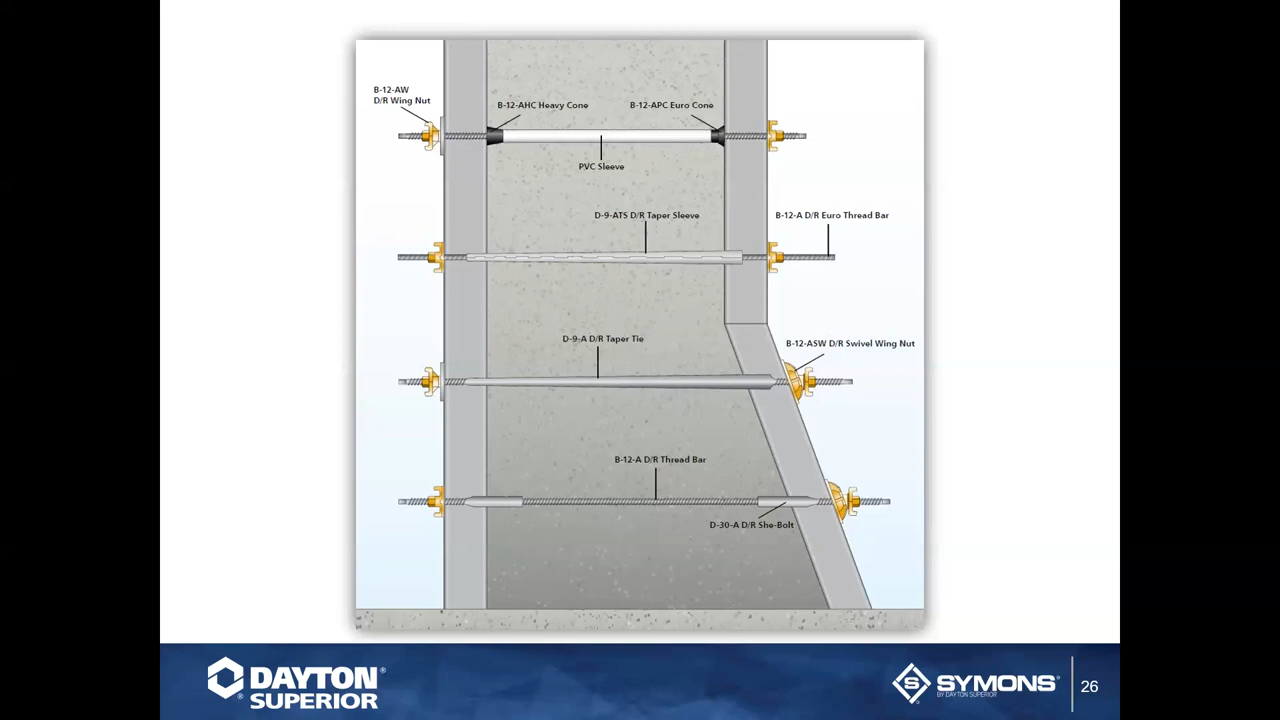 B-12-AW
D/R Wing Nut
B-12-AHC Heavy Cone
B-12-APC Euro Cone
PVC Sleeve
D-9-ATS D/R Taper Sleeve
B-12-A D/R Euro Thread Bar
D-9-A D/R Taper Tie
B-12-ASW D/R Swivel Wing Nut
B-12-A D/R Thread Bar
D-30-A D/R She-Bolt
DAYTON®
®SUPERIOR
SYMONS®
BY DAYTON SUPERIOR
26